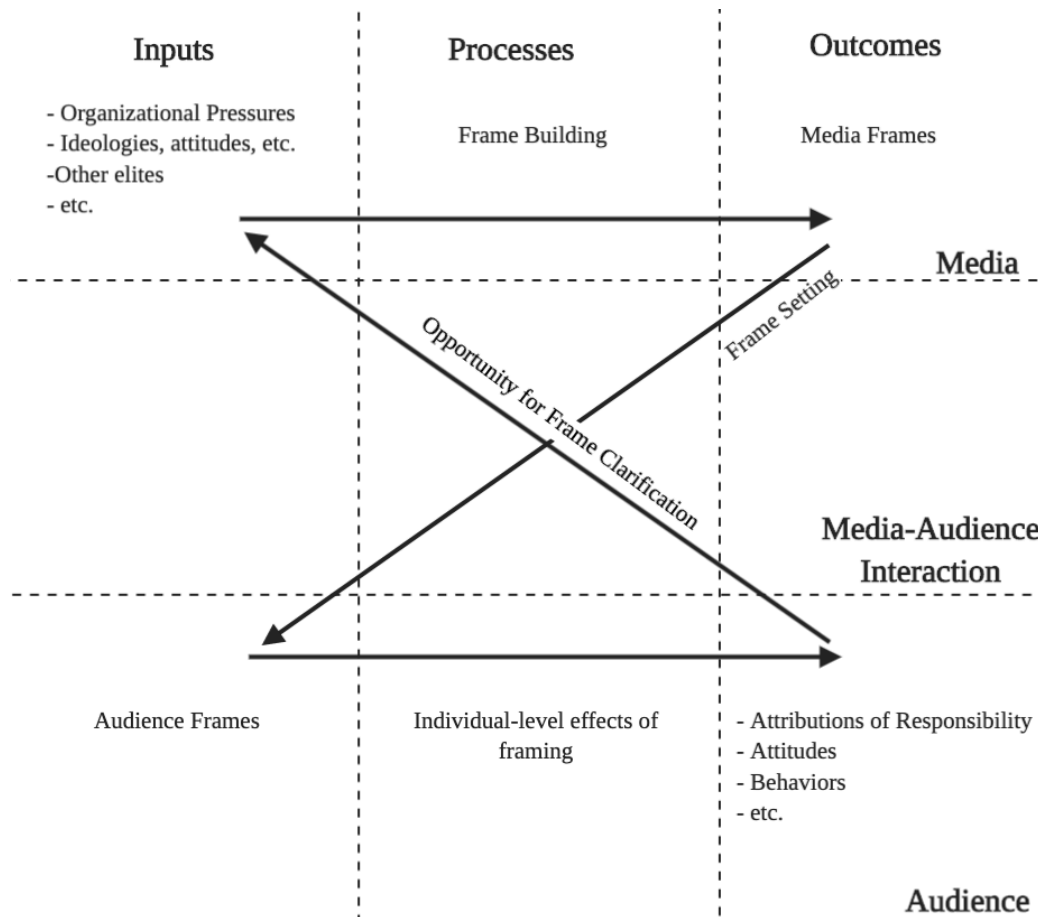 Inputs
Processes
Outcomes
- Organizational Pressures
- Ideologies, attitudes, etc.
-Other elites
- etc.
Frame Building
Media Frames
Media
Frame Setting
Opportunity for Frame Clarification
Media-Audience
Interaction
Audience Frames
Individual-level effects of
framing
- Attributions of Responsibility
- Attitudes
- Behaviors
- etc.
Audience